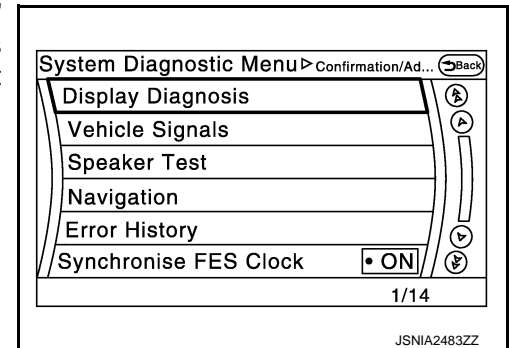 System Diagnostic Menu ▷ Confirmation/Ad... Back
Display Diagnosis
Vehicle Signals
Speaker Test
Navigation
Error History
Synchronise FES Clock • ON
1/14
JSNIA2483ZZ